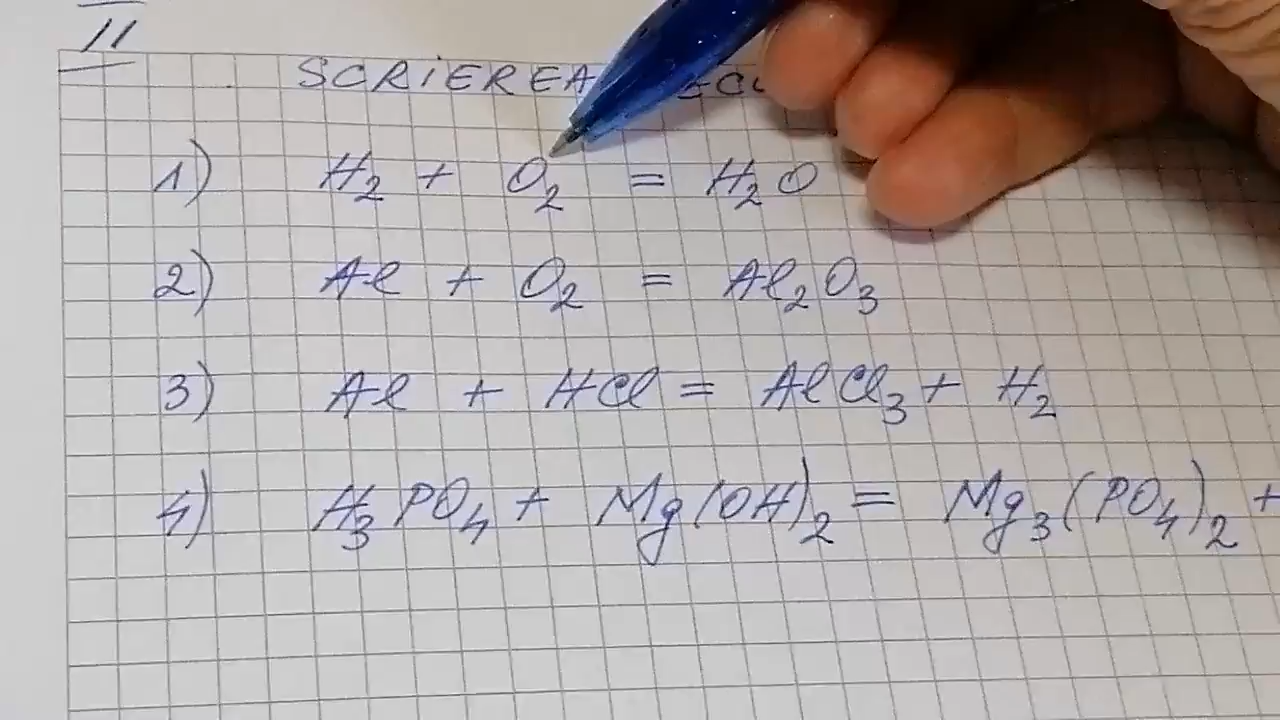 II
SCRIEREA
1) H₂ + O₂ = H₂O
2) Al + O₂ = Al₂O₃
3) Al + HCl = AlCl₃ + H₂
4) H₃PO₄ + Mg(OH)₂ = Mg₃(PO₄)₂ +